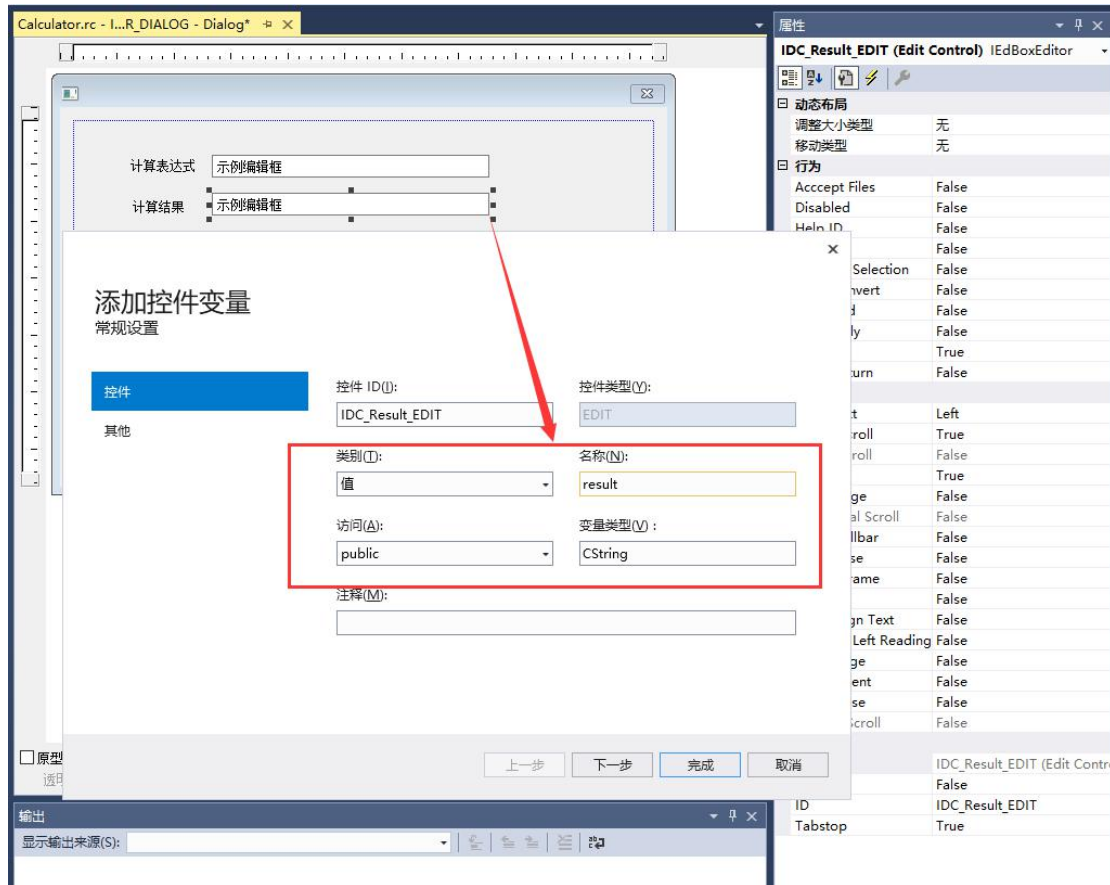 Calculator.rc - I...R_DIALOG - Dialog*
计算表达式 示例编辑框
计算结果 示例编辑框
添加控件变量
常规设置
控件
其他
控件 ID(I): 控件类型(Y):
IDC_Result_EDIT EDIT
类别(T): 名称(N):
值 result
访问(A): 变量类型(V) :
public CString
注释(M):
上一步 下一步 完成 取消
原型
透明
输出
显示输出来源(S):
属性
IDC_Result_EDIT (Edit Control) IEdBoxEditor
动态布局
调整大小类型 无
移动类型 无
行为
Acccept Files False
Disabled False
Help ID False
False
Selection False
nvert False
d False
ly False
True
turn False
t Left
roll True
roll False
True
ge False
al Scroll False
llbar False
se False
rame False
False
gn Text False
Left Reading False
ge False
ent False
se False
Scroll False
IDC_Result_EDIT (Edit Contr
False
ID IDC_Result_EDIT
Tabstop True